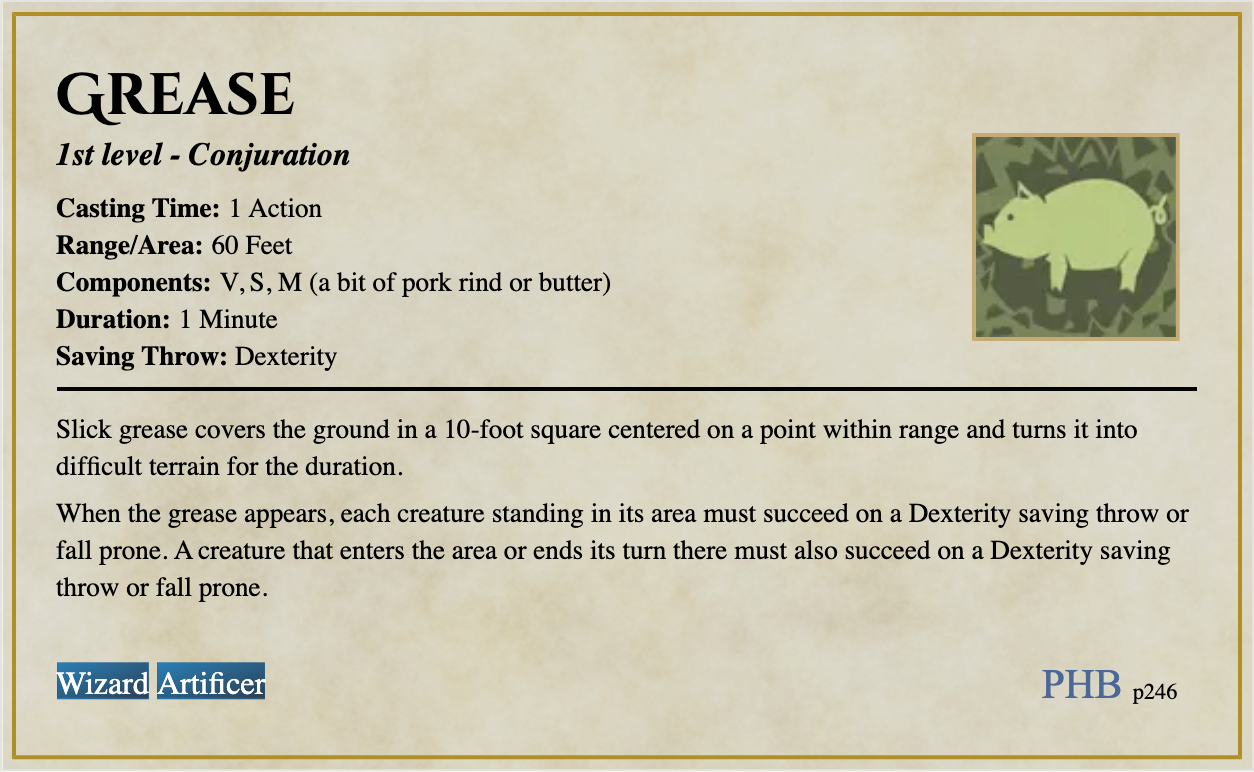 Grease
1st level - Conjuration
Casting Time: 1 Action
Range/Area: 60 Feet
Components: V, S, M (a bit of pork rind or butter)
Duration: 1 Minute
Saving Throw: Dexterity
Slick grease covers the ground in a 10-foot square centered on a point within range and turns it into
difficult terrain for the duration.
When the grease appears, each creature standing in its area must succeed on a Dexterity saving throw or
fall prone. A creature that enters the area or ends its turn there must also succeed on a Dexterity saving
throw or fall prone.
Wizard Artificer
PHB p246